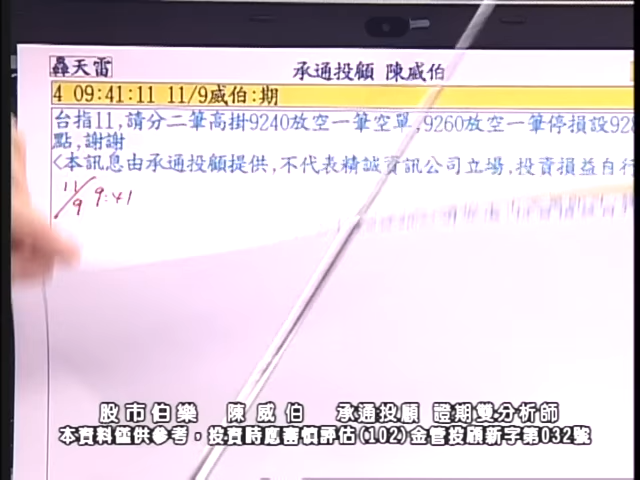 轟天雷
承通投顧 陳威伯
4 09:41:11 11/9威伯:期
台指11,請分二筆高掛9240放空一筆空單,9260放空一筆停損設92
點,謝謝
<本訊息由承通投顧提供,不代表精誠資訊公司立場,投資損益自行
11/9 9:41
股市伯樂 陳威伯 承通投顧 證期雙分析師
本資料僅供參考，投資時應審慎評估(102)金管投顧新字第032號